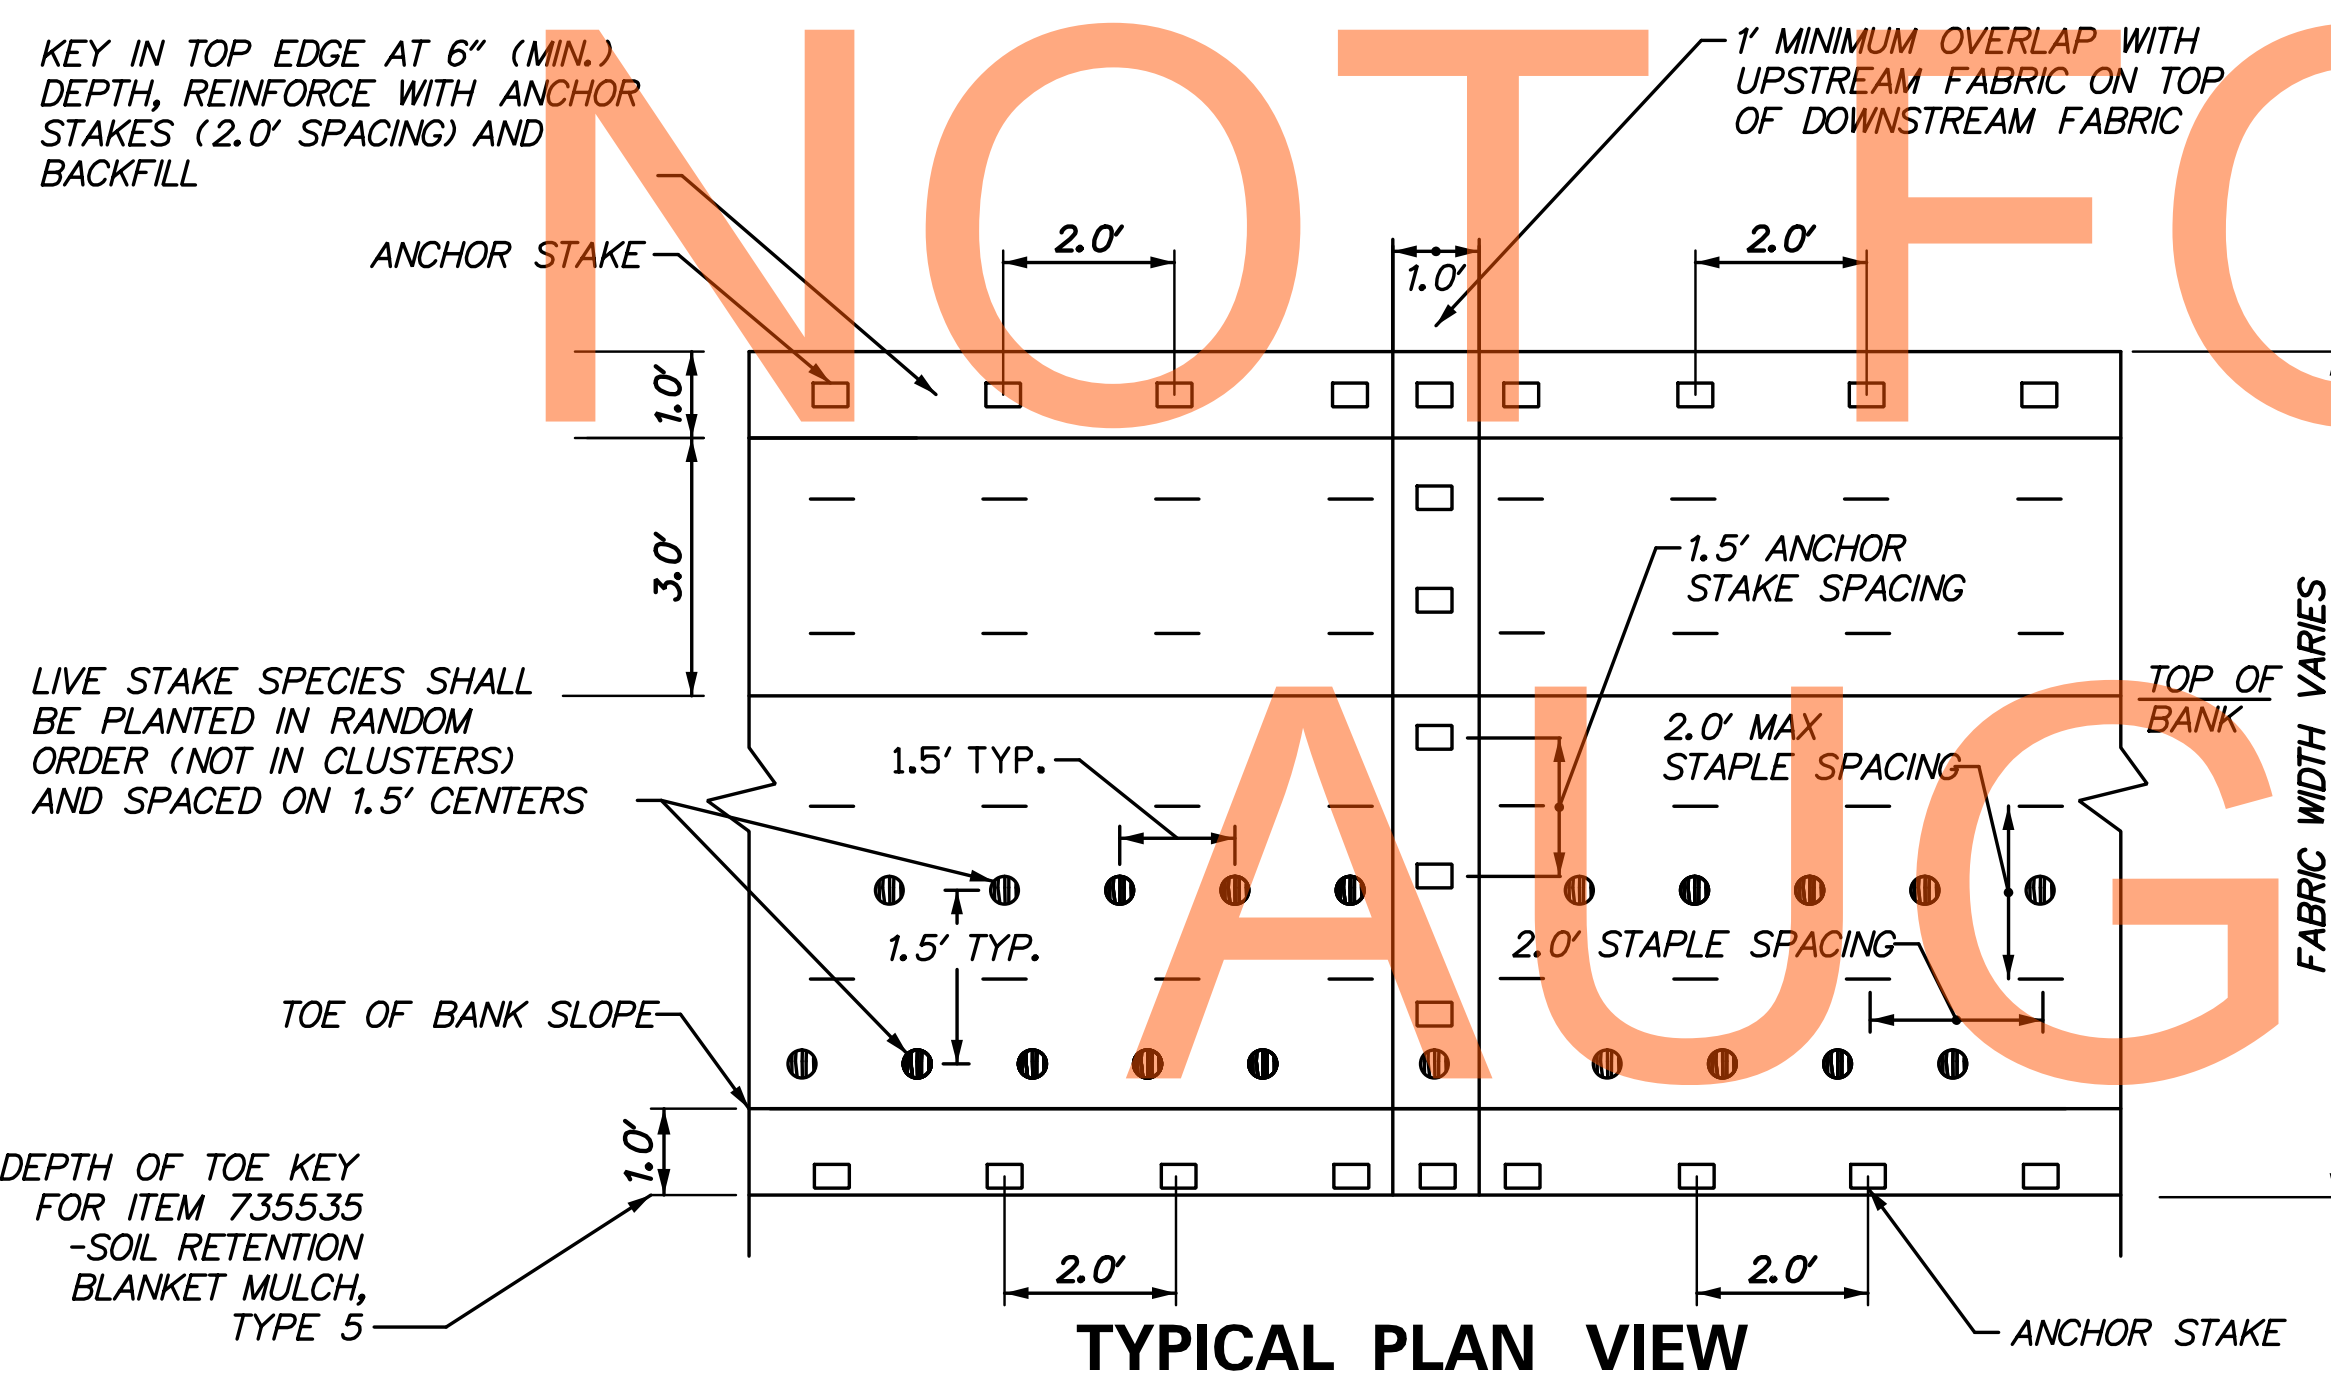 KEY IN TOP EDGE AT 6" (MIN.)
DEPTH, REINFORCE WITH ANCHOR
STAKES (2.0' SPACING) AND
BACKFILL
1' MINIMUM OVERLAP WITH
UPSTREAM FABRIC ON TOP
OF DOWNSTREAM FABRIC
NOT FO
ANCHOR STAKE
2.0'
1.0'
2.0'
1.0'
3.0'
1.5' ANCHOR
STAKE SPACING
LIVE STAKE SPECIES SHALL
BE PLANTED IN RANDOM
ORDER (NOT IN CLUSTERS)
AND SPACED ON 1.5' CENTERS
1.5' TYP.
2.0' MAX
STAPLE SPACING
TOP OF
BANK
FABRIC WIDTH VARIES
AUG
1.5' TYP.
2.0' STAPLE SPACING
TOE OF BANK SLOPE
1.0'
DEPTH OF TOE KEY
FOR ITEM 735535
-SOIL RETENTION
BLANKET MULCH,
TYPE 5
2.0'
2.0'
ANCHOR STAKE
TYPICAL PLAN VIEW